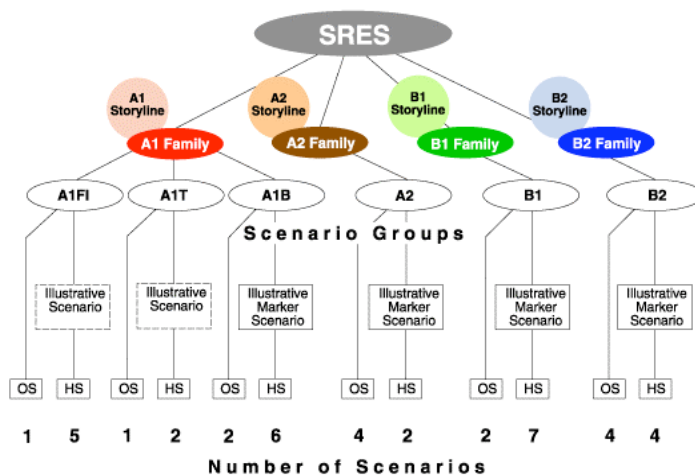 SRES
A1
Storyline
A2
Storyline
B1
Storyline
B2
Storyline
A1 Family
A2 Family
B1 Family
B2 Family
A1FI
A1T
A1B
A2
B1
B2
Scenario Groups
Illustrative
Scenario
Illustrative
Scenario
Illustrative
Marker
Scenario
Illustrative
Marker
Scenario
Illustrative
Marker
Scenario
Illustrative
Marker
Scenario
OS HS OS HS OS HS OS HS OS HS OS HS
1 5 1 2 2 6 4 2 2 7 4 4
Number of Scenarios